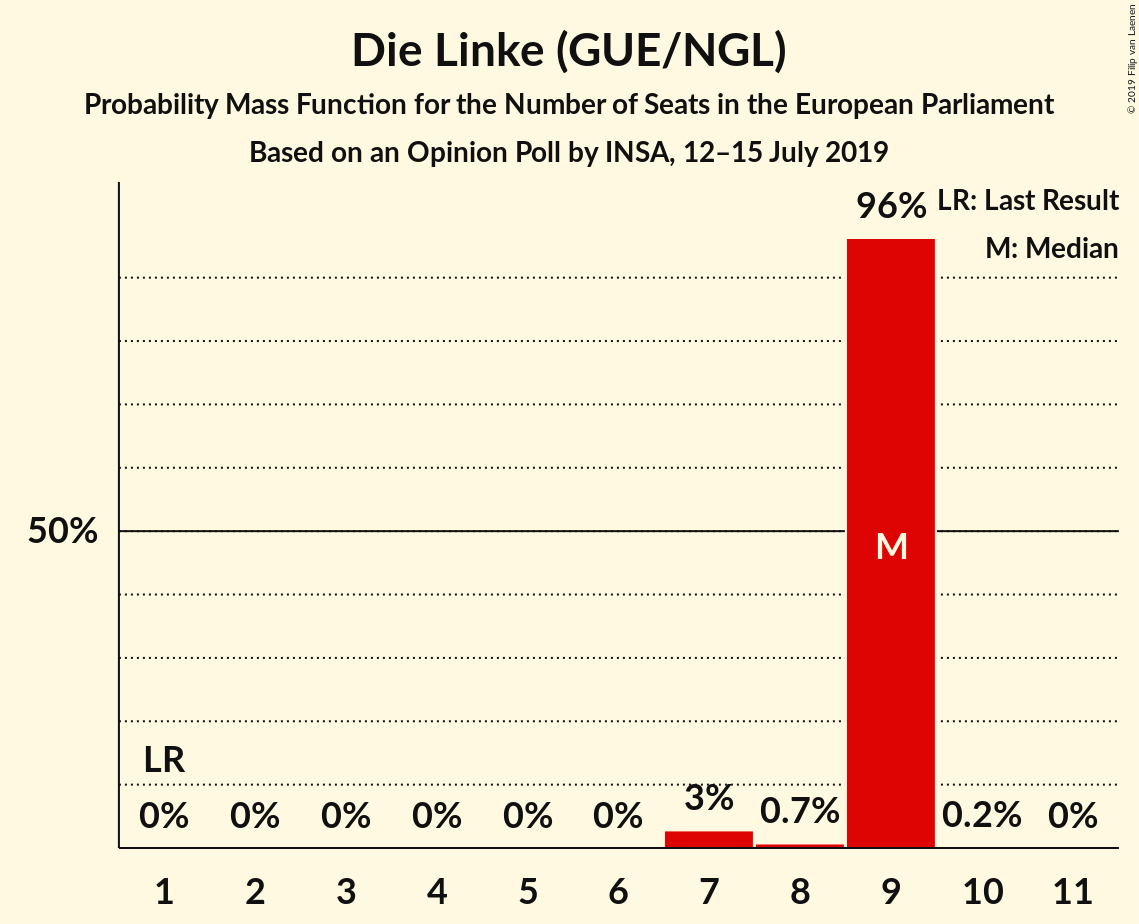 Die Linke (GUE/NGL)
Probability Mass Function for the Number of Seats in the European Parliament
Based on an Opinion Poll by INSA, 12–15 July 2019
© 2019 Filip van Laenen
LR: Last Result
M: Median
96%
50%
M
LR
0% 0% 0% 0% 0% 0% 3% 0.7% 0.2% 0%
1 2 3 4 5 6 7 8 9 10 11